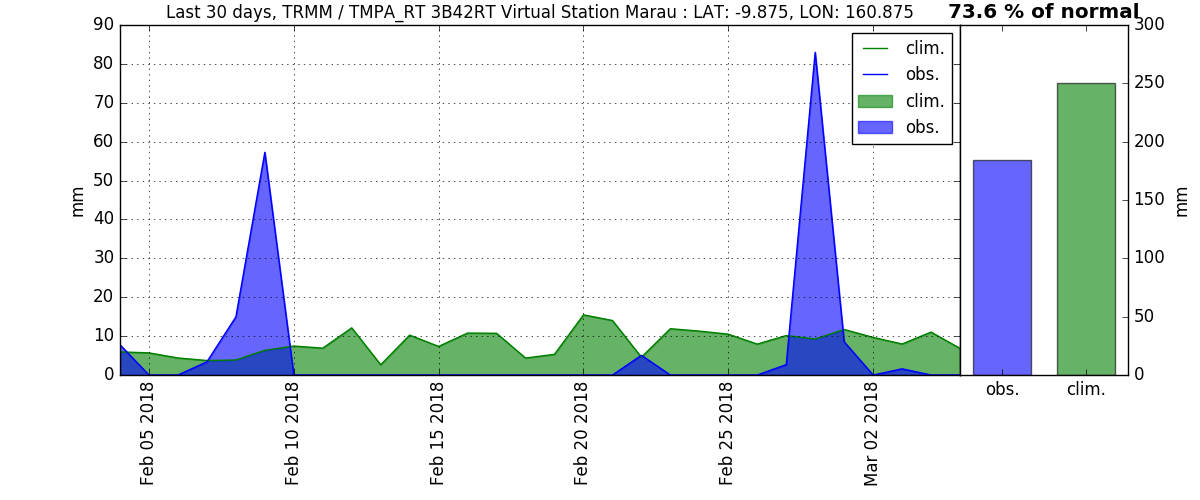 Last 30 days, TRMM / TMPA_RT 3B42RT Virtual Station Marau : LAT: -9.875, LON: 160.875
73.6 % of normal
90
80
70
60
50
40
30
20
10
0
mm
clim.
obs.
clim.
obs.
Feb 05 2018
Feb 10 2018
Feb 15 2018
Feb 20 2018
Feb 25 2018
Mar 02 2018
300
250
200
150
100
50
0
mm
obs.
clim.